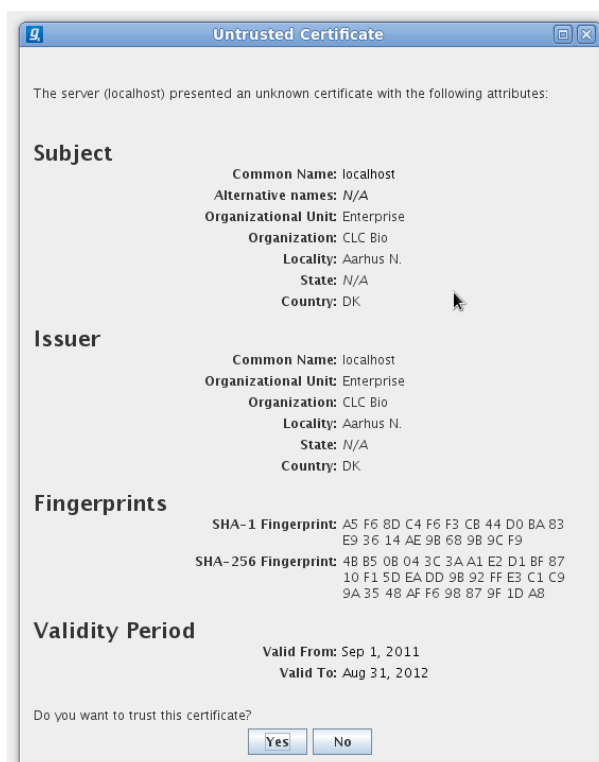 Untrusted Certificate
The server (localhost) presented an unknown certificate with the following attributes:
Subject
Common Name: localhost
Alternative names: N/A
Organizational Unit: Enterprise
Organization: CLC Bio
Locality: Aarhus N.
State: N/A
Country: DK
Issuer
Common Name: localhost
Organizational Unit: Enterprise
Organization: CLC Bio
Locality: Aarhus N.
State: N/A
Country: DK
Fingerprints
SHA-1 Fingerprint: A5 F6 8D C4 F6 F3 CB 44 D0 BA 83
E9 36 14 AE 9B 68 9B 9C F9
SHA-256 Fingerprint: 4B B5 0B 04 3C 3A A1 E2 D1 BF 87
10 F1 5D EA DD 9B 92 FF E3 C1 C9
9A 35 48 AF F6 98 87 9F 1D A8
Validity Period
Valid From: Sep 1, 2011
Valid To: Aug 31, 2012
Do you want to trust this certificate?
Yes No